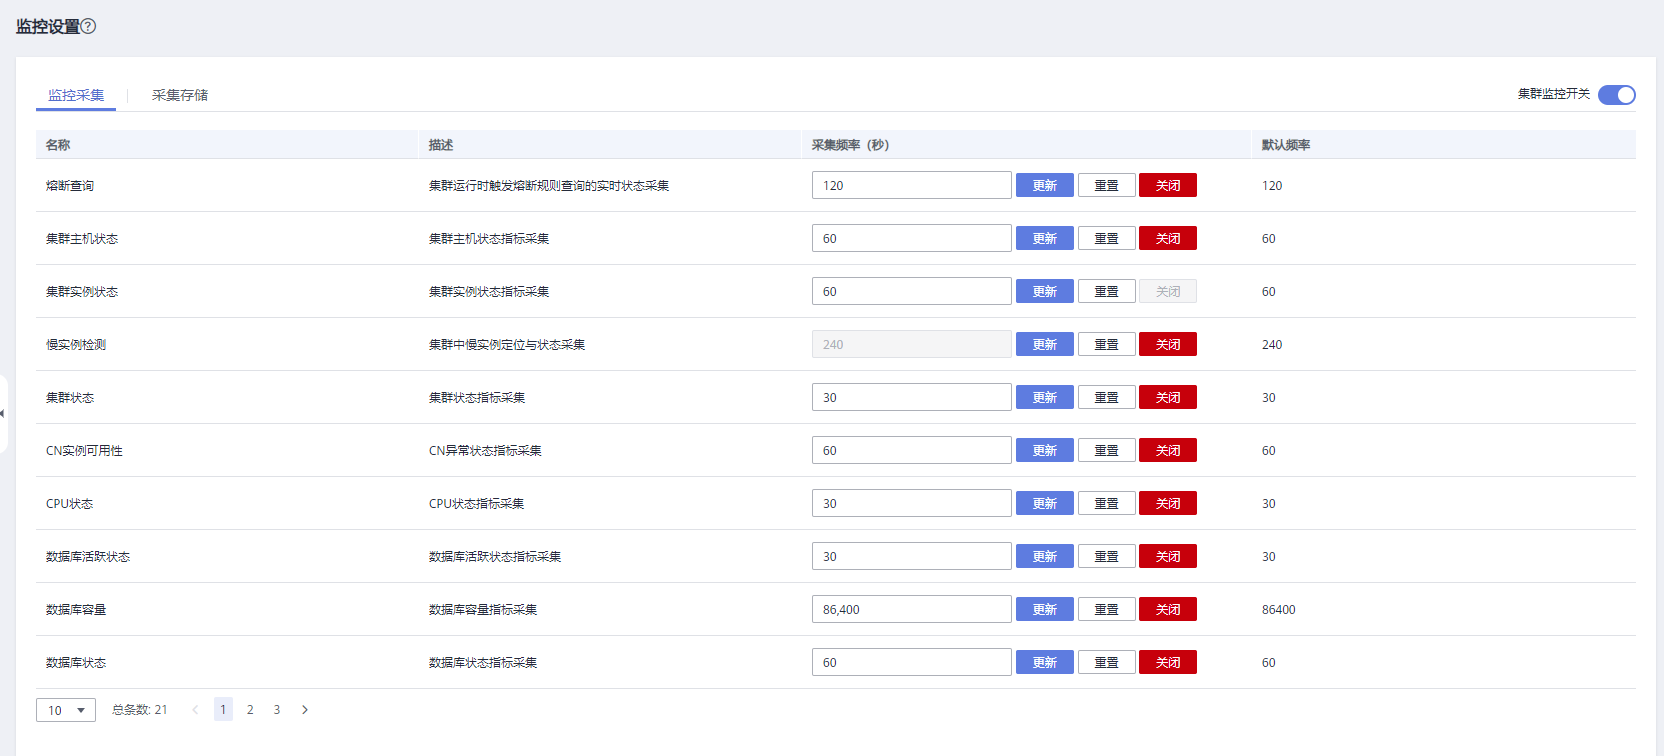 监控设置?
监控采集 采集存储 集群监控开关
名称 描述 采集频率（秒） 默认频率
熔断查询 集群运行时触发熔断规则查询的实时状态采集 120 更新 重置 关闭 120
集群主机状态 集群主机状态指标采集 60 更新 重置 关闭 60
集群实例状态 集群实例状态指标采集 60 更新 重置 关闭 60
慢实例检测 集群中慢实例定位与状态采集 240 更新 重置 关闭 240
集群状态 集群状态指标采集 30 更新 重置 关闭 30
CN实例可用性 CN异常状态指标采集 60 更新 重置 关闭 60
CPU状态 CPU状态指标采集 30 更新 重置 关闭 30
数据库活跃状态 数据库活跃状态指标采集 30 更新 重置 关闭 30
数据库容量 数据库容量指标采集 86,400 更新 重置 关闭 86400
数据库状态 数据库状态指标采集 60 更新 重置 关闭 60
10 总条数: 21 < 1 2 3 >